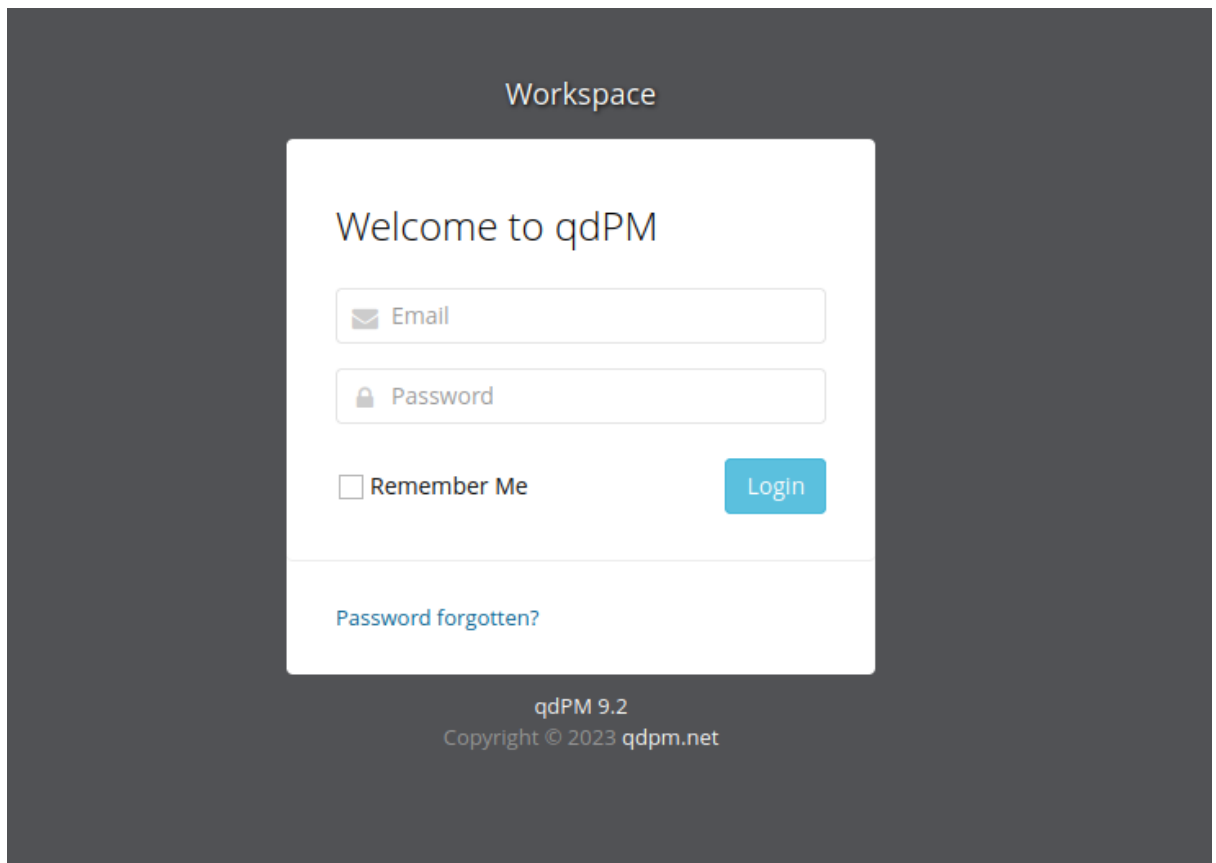 Workspace
Welcome to qdPM
Email
Password
Remember Me
Login
Password forgotten?
qdPM 9.2
Copyright © 2023 qdpm.net